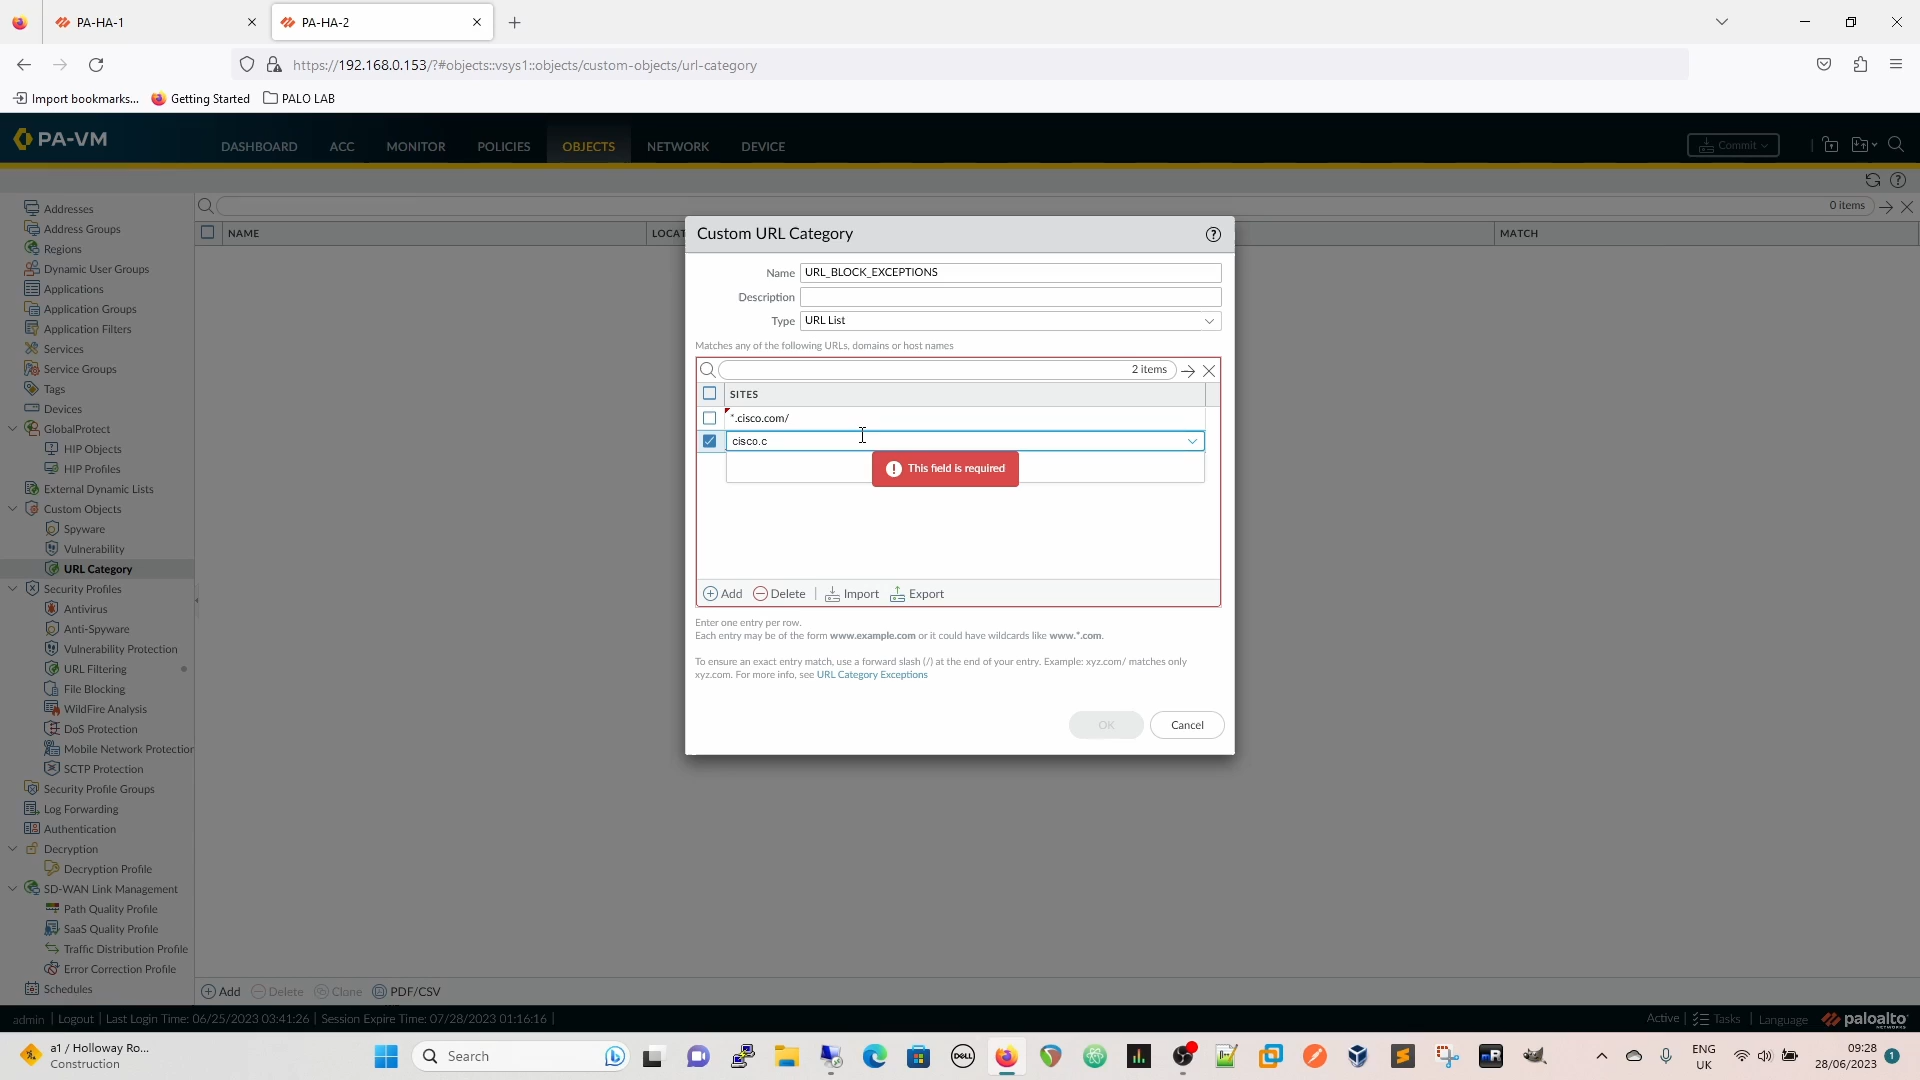 PA-HA-1
PA-HA-2
https://192.168.0.153/?#objects::vsys1::objects/custom-objects/url-category
Import bookmarks...
Getting Started
PALO LAB
PA-VM
DASHBOARD
ACC
MONITOR
POLICIES
OBJECTS
NETWORK
DEVICE
Commit
0 items
Addresses
Address Groups
Regions
Dynamic User Groups
Applications
Application Groups
Application Filters
Services
Service Groups
Tags
Devices
GlobalProtect
HIP Objects
HIP Profiles
External Dynamic Lists
Custom Objects
Spyware
Vulnerability
URL Category
Security Profiles
Antivirus
Anti-Spyware
Vulnerability Protection
URL Filtering
File Blocking
WildFire Analysis
DoS Protection
Mobile Network Protection
SCTP Protection
Security Profile Groups
Log Forwarding
Authentication
Decryption
Decryption Profile
SD-WAN Link Management
Path Quality Profile
SaaS Quality Profile
Traffic Distribution Profile
Error Correction Profile
Schedules
NAME
LOCAT
MATCH
Custom URL Category
Name URL_BLOCK_EXCEPTIONS
Description
Type URL List
Matches any of the following URLs, domains or host names
2 items
SITES
*.cisco.com/
cisco.c
This field is required
Add Delete | Import Export
Enter one entry per row.
Each entry may be of the form www.example.com or it could have wildcards like www.*.com.
To ensure an exact entry match, use a forward slash (/) at the end of your entry. Example: xyz.com/ matches only
xyz.com. For more info, see URL Category Exceptions
OK
Cancel
Add Delete Clone PDF/CSV
admin | Logout | Last Login Time: 06/25/2023 03:41:26 | Session Expire Time: 07/28/2023 01:16:16 |
Active | Tasks | Language paloalto
NETWORKS
a1 / Holloway Ro...
Construction
Search
DELL
R
ENG
UK
09:28
28/06/2023
1